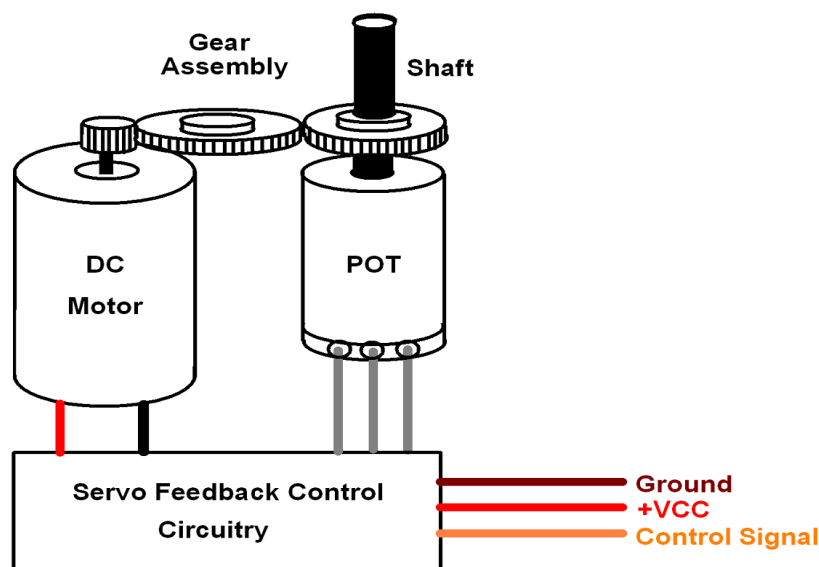 Gear
Assembly
Shaft
DC
Motor
POT
Servo Feedback Control
Circuitry
Ground
+VCC
Control Signal